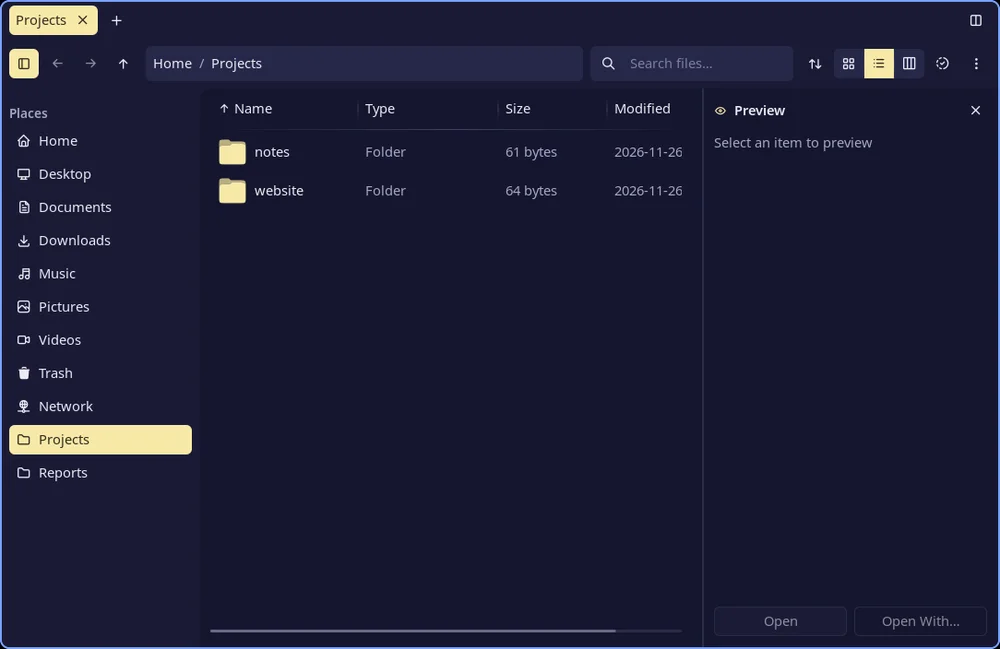 Projects
Home / Projects
Search files...
Places
Home
Desktop
Documents
Downloads
Music
Pictures
Videos
Trash
Network
Projects
Reports
Name Type Size Modified
notes Folder 61 bytes 2026-11-26
website Folder 64 bytes 2026-11-26
Preview
Select an item to preview
Open Open With...